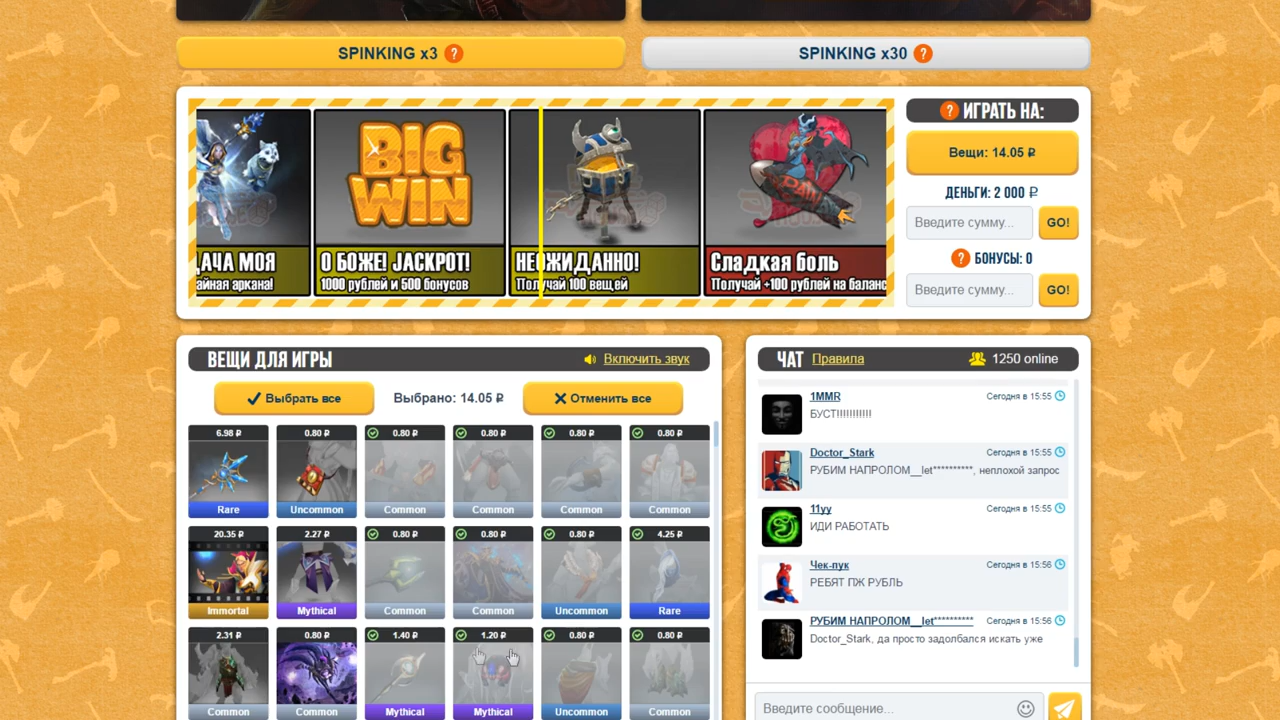 SPINKING x3 ?
SPINKING x30 ?
ДАЧА МОЯ
айная аркана!
BIG
WIN
О БОЖЕ! JACKPOT!
1000 рублей и 500 бонусов
НЕОЖИДАННО!
Получай 100 вещей
PAIN
Сладкая боль
Получай +100 рублей на баланс
? ИГРАТЬ НА:
Вещи: 14.05 ₽
ДЕНЬГИ: 2 000 ₽
Введите сумму...
GO!
? БОНУСЫ: 0
Введите сумму...
GO!
ВЕЩИ ДЛЯ ИГРЫ
Включить звук
Выбрать все
Выбрано: 14.05 ₽
Отменить все
6.98 ₽ 0.80 ₽ 0.80 ₽ 0.80 ₽ 0.80 ₽ 0.80 ₽
Rare Uncommon Common Common Common Common
20.35 ₽ 2.27 ₽ 0.80 ₽ 0.80 ₽ 0.80 ₽ 4.25 ₽
Immortal Mythical Common Common Uncommon Rare
2.31 ₽ 0.80 ₽ 1.40 ₽ 1.20 ₽ 0.80 ₽ 0.80 ₽
Common Common Mythical Mythical Uncommon Common
ЧАТ Правила 1250 online
1MMR Сегодня в 15:55
БУСТ!!!!!!!!!!!
Doctor_Stark Сегодня в 15:55
РУБИМ НАПРОЛОМ__let**********, неплохой запрос
11yy Сегодня в 15:55
ИДИ РАБОТАТЬ
Чек-пук Сегодня в 15:56
РЕБЯТ ПЖ РУБЛЬ
РУБИМ НАПРОЛОМ__let********** Сегодня в 15:56
Doctor_Stark, да просто задолбался искать уже
Введите сообщение...